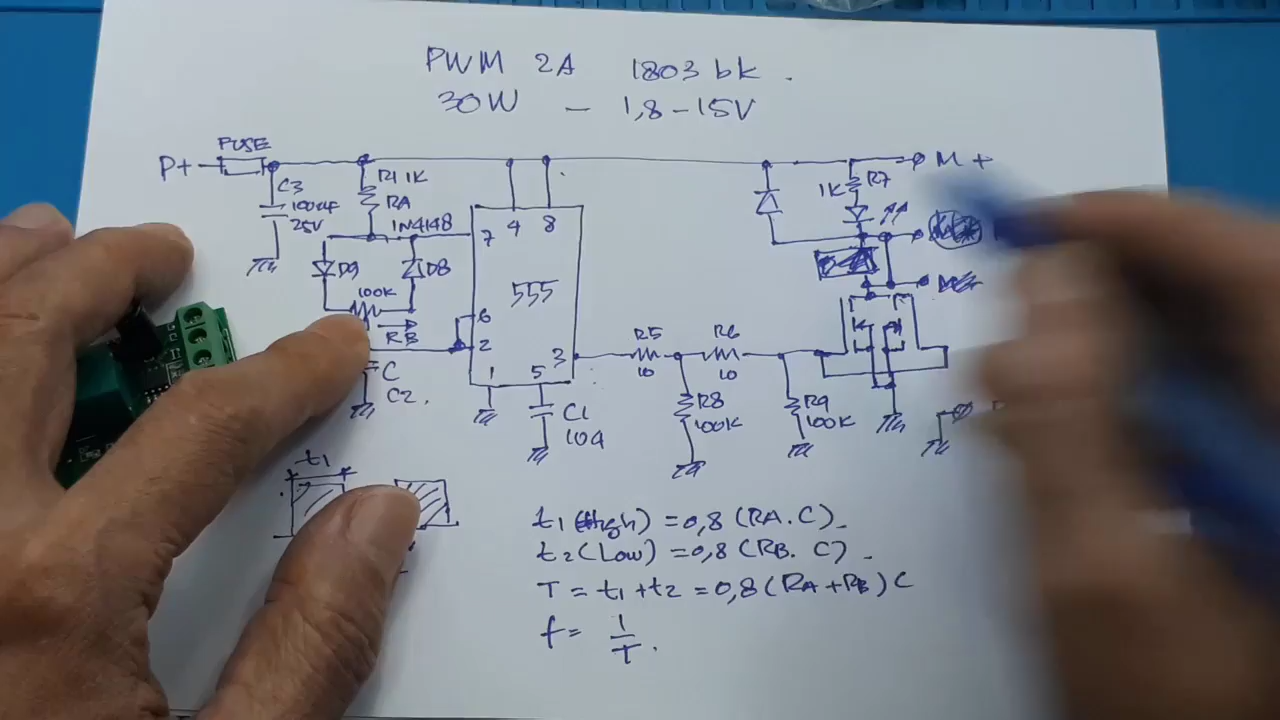 PWM 2A 1803 bk.
30W - 1,8-15V
P+ FUSE
M +
C3
100uF
25V
R1 1K
RA
1N4148
7
4
8
1K
R7
D9
D8
100K
RB
555
6
2
3
1
5
R5
10
R6
10
C
C2.
C1
104
R8
100K
R9
100K
t1
t1 (High) = 0,8 (RA.C)
t2 (Low) = 0,8 (RB.C)
T = t1+t2 = 0,8 (RA+RB) C
f = 1/T.